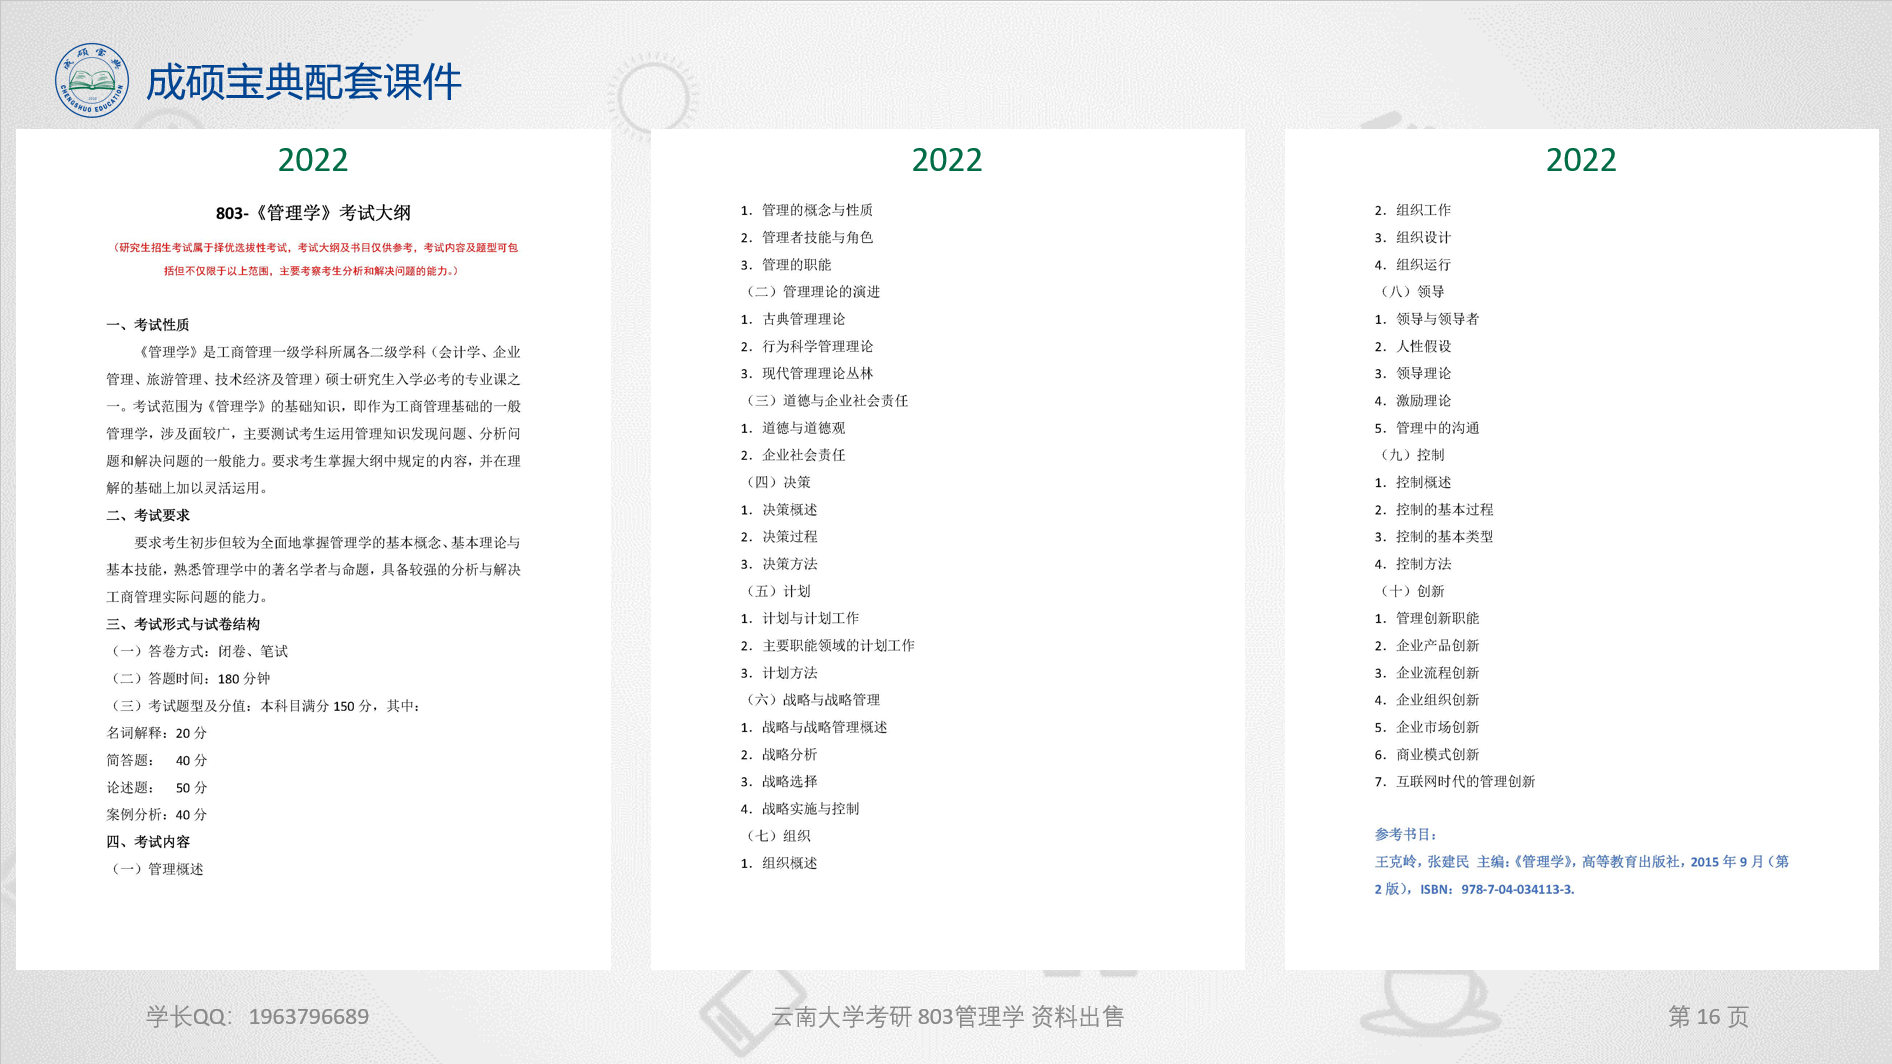 成硕宝典
CHENGSHUO EDUCATION
成硕宝典配套课件
2022
803-《管理学》考试大纲
（研究生招生考试属于择优选拔性考试，考试大纲及书目仅供参考，考试内容及题型可包
括但不仅限于以上范围，主要考察考生分析和解决问题的能力。）
一、考试性质
《管理学》是工商管理一级学科所属各二级学科（会计学、企业
管理、旅游管理、技术经济及管理）硕士研究生入学必考的专业课之
一。考试范围为《管理学》的基础知识，即作为工商管理基础的一般
管理学，涉及面较广，主要测试考生运用管理知识发现问题、分析问
题和解决问题的一般能力。要求考生掌握大纲中规定的内容，并在理
解的基础上加以灵活运用。
二、考试要求
要求考生初步但较为全面地掌握管理学的基本概念、基本理论与
基本技能，熟悉管理学中的著名学者与命题，具备较强的分析与解决
工商管理实际问题的能力。
三、考试形式与试卷结构
（一）答卷方式：闭卷、笔试
（二）答题时间：180 分钟
（三）考试题型及分值：本科目满分 150 分，其中：
名词解释：20 分
简答题： 40 分
论述题： 50 分
案例分析：40 分
四、考试内容
（一）管理概述
2022
1. 管理的概念与性质
2. 管理者技能与角色
3. 管理的职能
（二）管理理论的演进
1. 古典管理理论
2. 行为科学管理理论
3. 现代管理理论丛林
（三）道德与企业社会责任
1. 道德与道德观
2. 企业社会责任
（四）决策
1. 决策概述
2. 决策过程
3. 决策方法
（五）计划
1. 计划与计划工作
2. 主要职能领域的计划工作
3. 计划方法
（六）战略与战略管理
1. 战略与战略管理概述
2. 战略分析
3. 战略选择
4. 战略实施与控制
（七）组织
1. 组织概述
2022
2. 组织工作
3. 组织设计
4. 组织运行
（八）领导
1. 领导与领导者
2. 人性假设
3. 领导理论
4. 激励理论
5. 管理中的沟通
（九）控制
1. 控制概述
2. 控制的基本过程
3. 控制的基本类型
4. 控制方法
（十）创新
1. 管理创新职能
2. 企业产品创新
3. 企业流程创新
4. 企业组织创新
5. 企业市场创新
6. 商业模式创新
7. 互联网时代的管理创新
参考书目：
王克岭，张建民 主编：《管理学》，高等教育出版社，2015 年 9 月（第
2 版），ISBN：978-7-04-034113-3.
学长QQ： 1963796689
云南大学考研 803管理学 资料出售
第 16 页